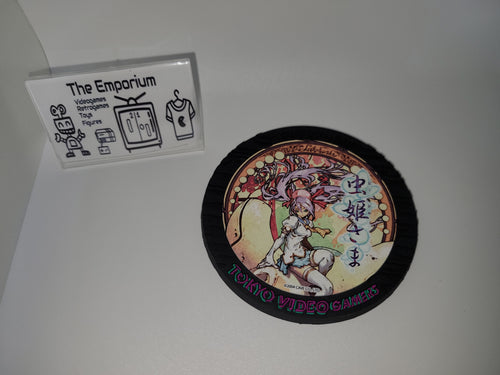 The Emporium
Videogames
Retrogames
Toys
Figures
虫姫さま
TOKYO VIDEO GAMES